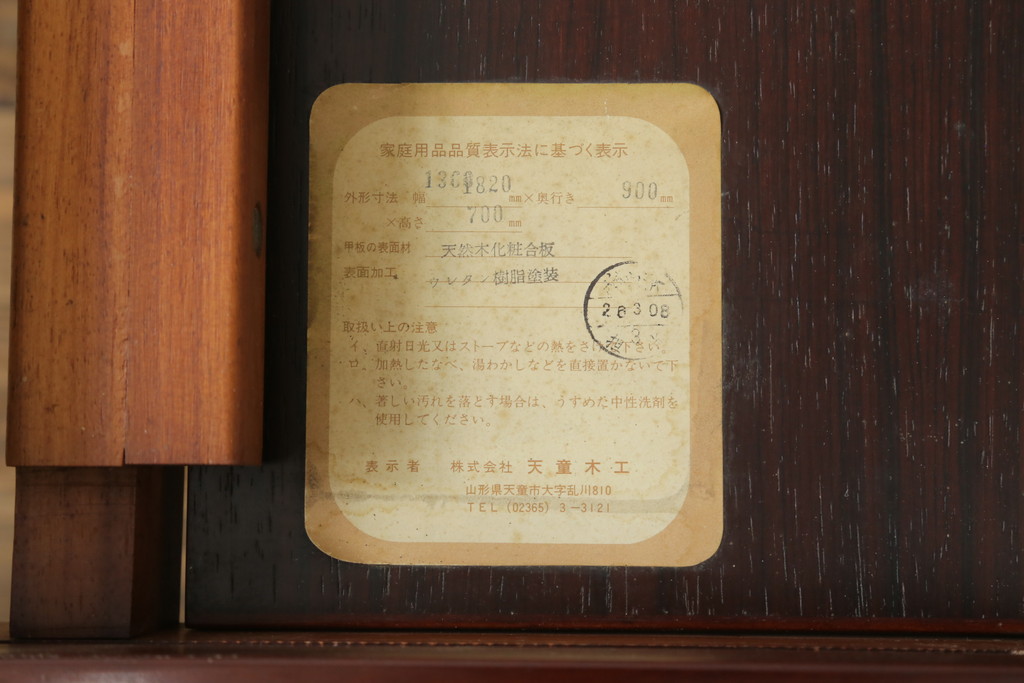 家庭用品品質表示法に基づく表示
外形寸法 幅 1360 1820 mm×奥行き 900 mm
×高さ 700 mm
甲板の表面材 天然木化粧合板
表面加工 ウレタン樹脂塗装
26 3 08
取扱い上の注意
イ、直射日光又はストーブなどの熱をさけて下さい。
ロ、加熱したなべ、湯わかしなどを直接置かないで下
さい。
ハ、著しい汚れを落とす場合は、うすめた中性洗剤を
使用してください。
表示者 株式会社 天童木工
山形県天童市大字乱川810
TEL (02365) 3-3121